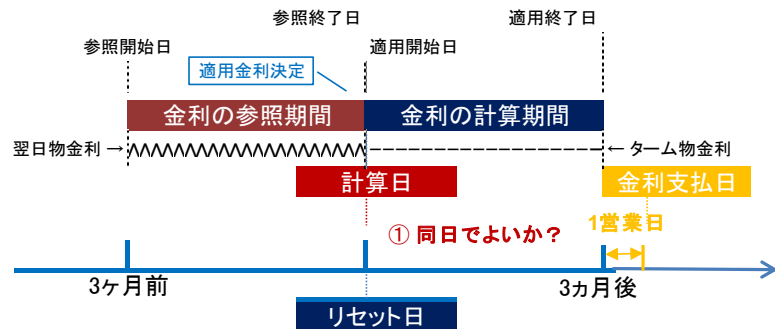 参照終了日
適用終了日
参照開始日
適用開始日
適用金利決定
金利の参照期間
金利の計算期間
翌日物金利 →
← ターム物金利
計算日
金利支払日
① 同日でよいか？
1営業日
3ヶ月前
3ヵ月後
リセット日